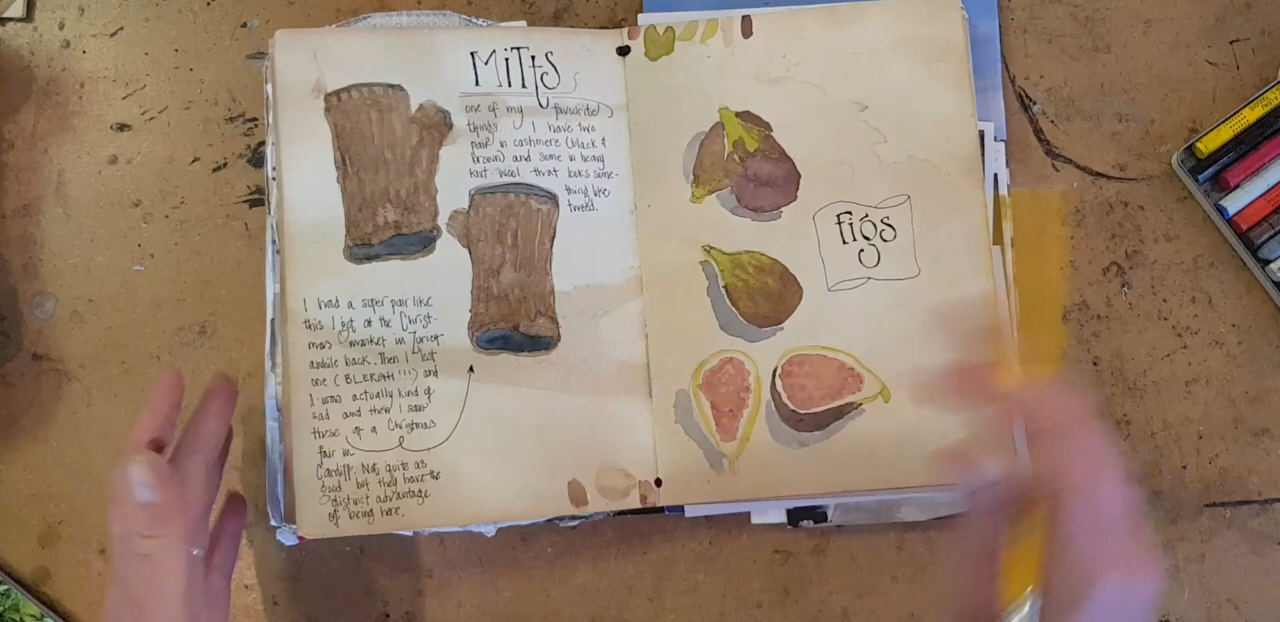 Mitts
one of my favourite
things. I have two
pair in cashmere (black &
brown) and some in heavy
knit wool that looks some-
thing like
tweed.
I had a super pair like
this I got at the Christ-
mas market in Zurich
awhile back. Then I lost
one (BLERGH!!!) and
I was actually kind of
sad and then I saw
these at a Christmas
fair in
Cardiff. Not quite as
good but they have the
distinct advantage
of being here.
figs